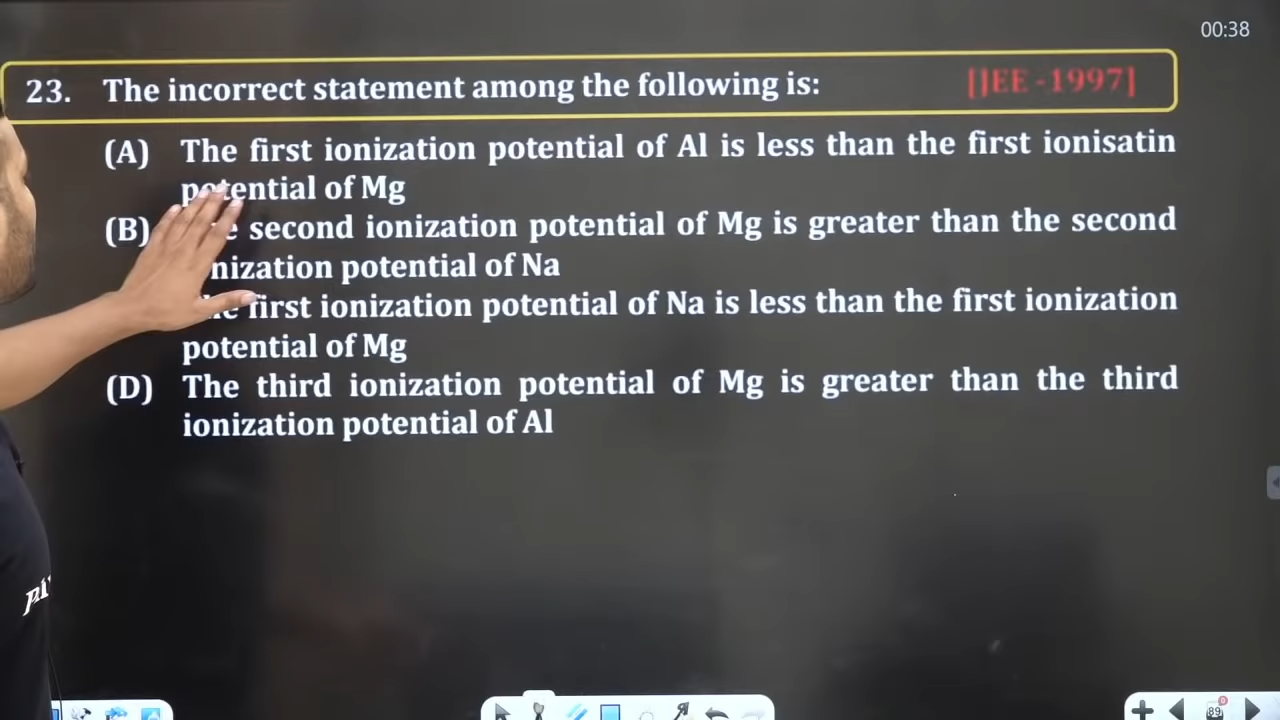 00:38
23. The incorrect statement among the following is: [JEE -1997]
(A) The first ionization potential of Al is less than the first ionisatin
potential of Mg
(B) second ionization potential of Mg is greater than the second
nization potential of Na
first ionization potential of Na is less than the first ionization
potential of Mg
(D) The third ionization potential of Mg is greater than the third
ionization potential of Al
89